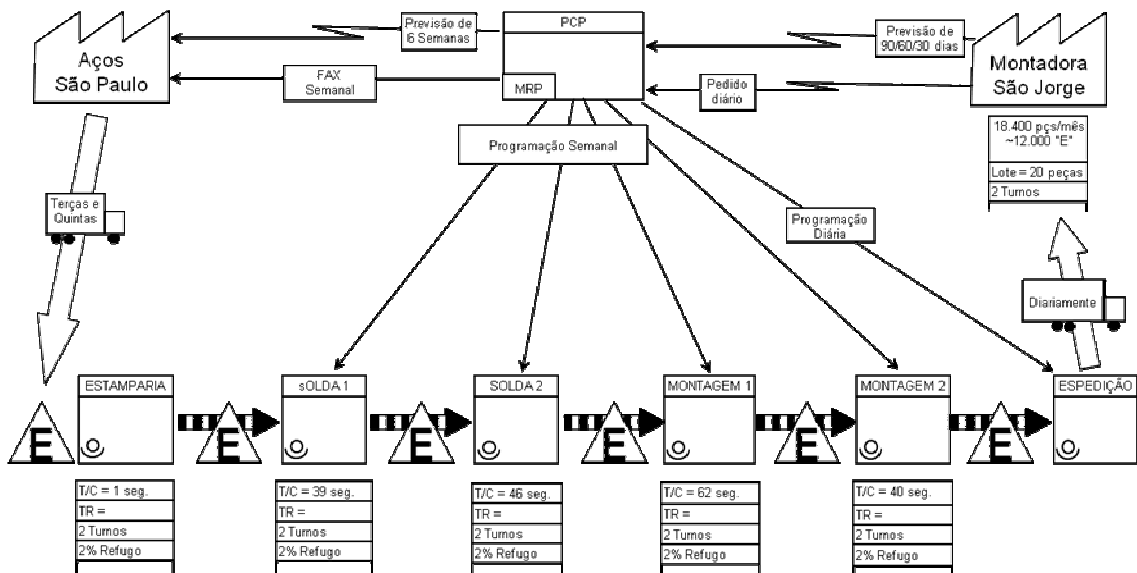 Aços
São Paulo
Previsão de
6 Semanas
FAX
Semanal
PCP
MRP
Previsão de
90/60/30 dias
Pedido
diário
Montadora
São Jorge
18.400 pçs/mês
~12.000 "E"
Lote = 20 peças
2 Turnos
Programação Semanal
Programação
Diária
Terças e
Quintas
Diariamente
ESTAMPARIA
sOLDA 1
SOLDA 2
MONTAGEM 1
MONTAGEM 2
ESPEDIÇÃO
E
E
E
E
E
E
T/C = 1 seg.
TR =
2 Turnos
2% Refugo
T/C = 39 seg.
TR =
2 Turnos
2% Refugo
T/C = 46 seg.
TR =
2 Turnos
2% Refugo
T/C = 62 seg.
TR =
2 Turnos
2% Refugo
T/C = 40 seg.
TR =
2 Turnos
2% Refugo